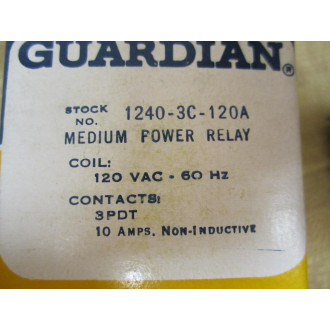 GUARDIAN®
STOCK NO. 1240-3C-120A
MEDIUM POWER RELAY
COIL:
120 VAC - 60 Hz
CONTACTS:
3PDT
10 AMPS, NON-INDUCTIVE